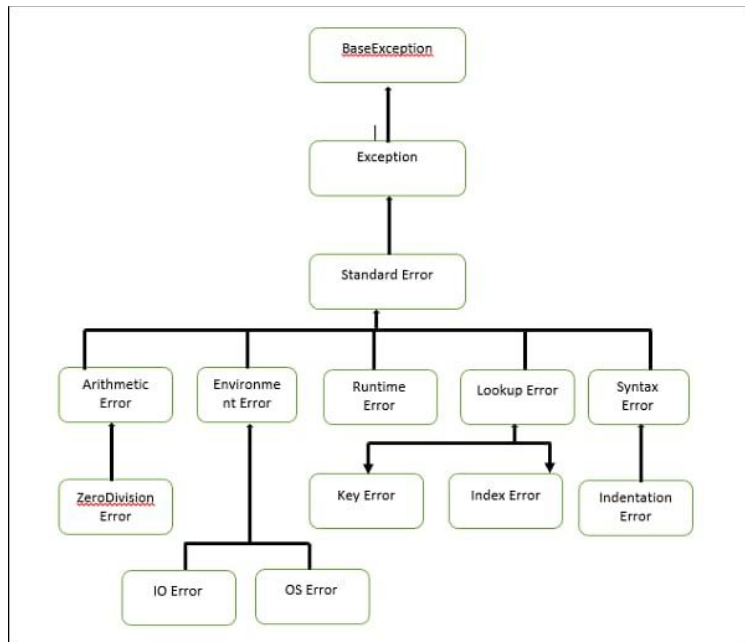 BaseException
Exception
Standard Error
Arithmetic
Error
Environme
nt Error
Runtime
Error
Lookup Error
Syntax
Error
ZeroDivision
Error
Key Error
Index Error
Indentation
Error
IO Error
OS Error